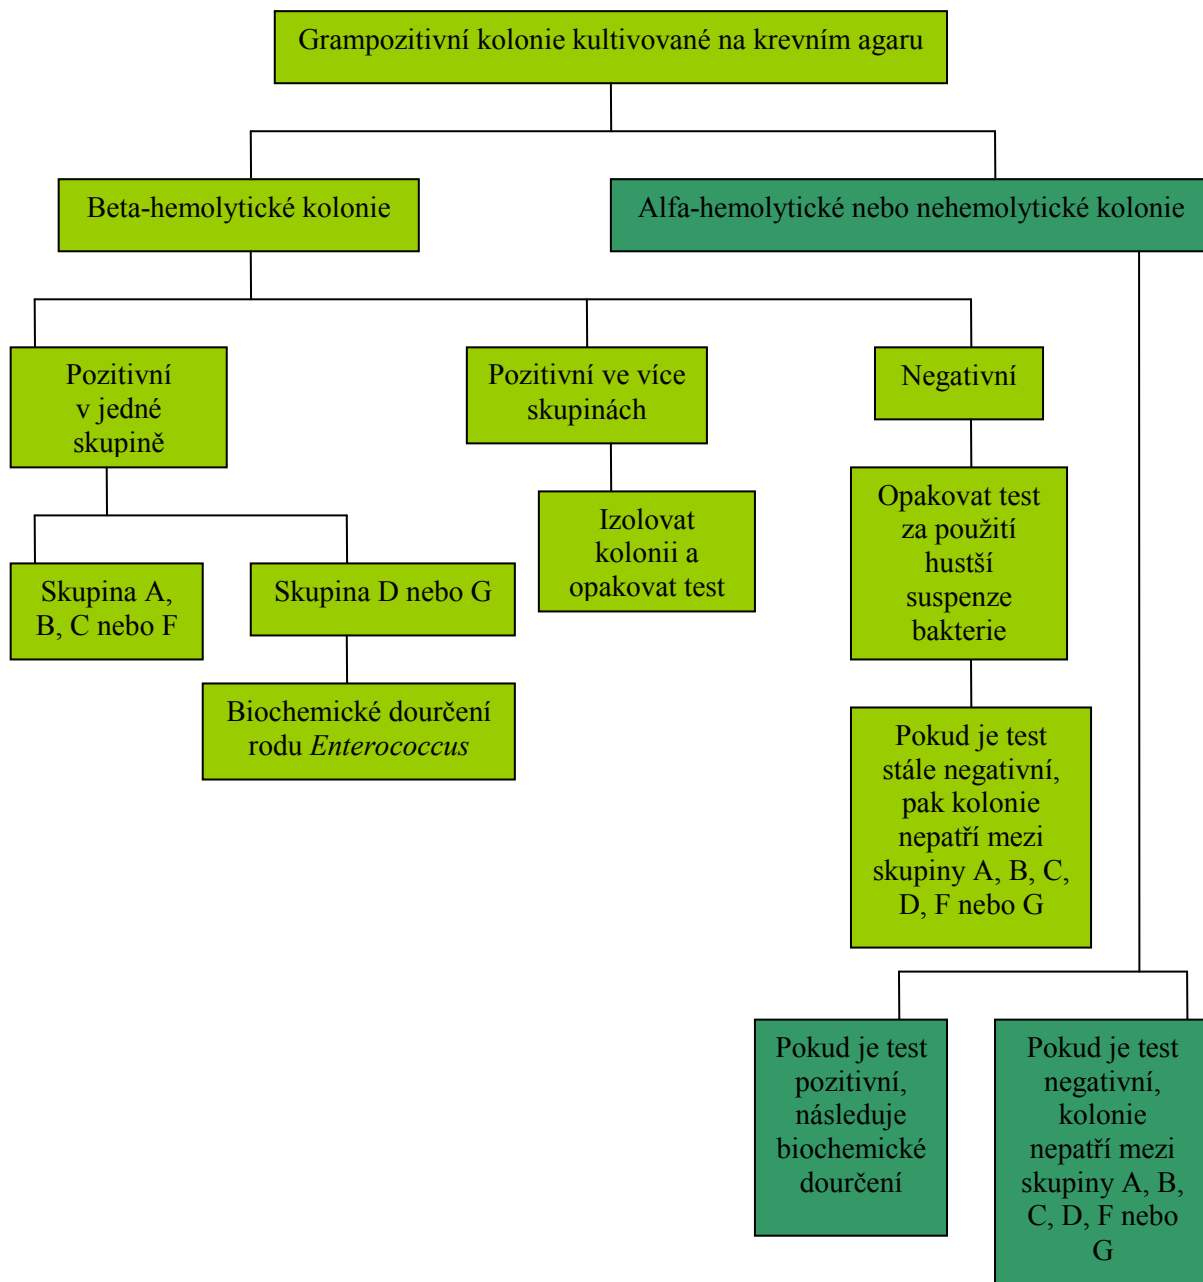 Grampozitivní kolonie kultivované na krevním agaru
Beta-hemolytické kolonie
Alfa-hemolytické nebo nehemolytické kolonie
Pozitivní
v jedné
skupině
Pozitivní ve více
skupinách
Negativní
Skupina A,
B, C nebo F
Skupina D nebo G
Izolovat
kolonii a
opakovat test
Opakovat test
za použití
hustší
suspenze
bakterie
Biochemické dourčení
rodu Enterococcus
Pokud je test
stále negativní,
pak kolonie
nepatří mezi
skupiny A, B, C,
D, F nebo G
Pokud je test
pozitivní,
následuje
biochemické
dourčení
Pokud je test
negativní,
kolonie
nepatří mezi
skupiny A, B,
C, D, F nebo
G